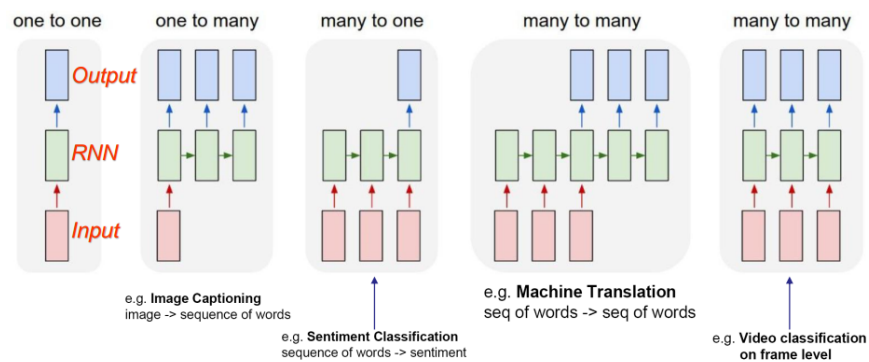 one to one
one to many
many to one
many to many
many to many
Output
RNN
Input
e.g. Image Captioning
image -> sequence of words
e.g. Sentiment Classification
sequence of words -> sentiment
e.g. Machine Translation
seq of words -> seq of words
e.g. Video classification
on frame level